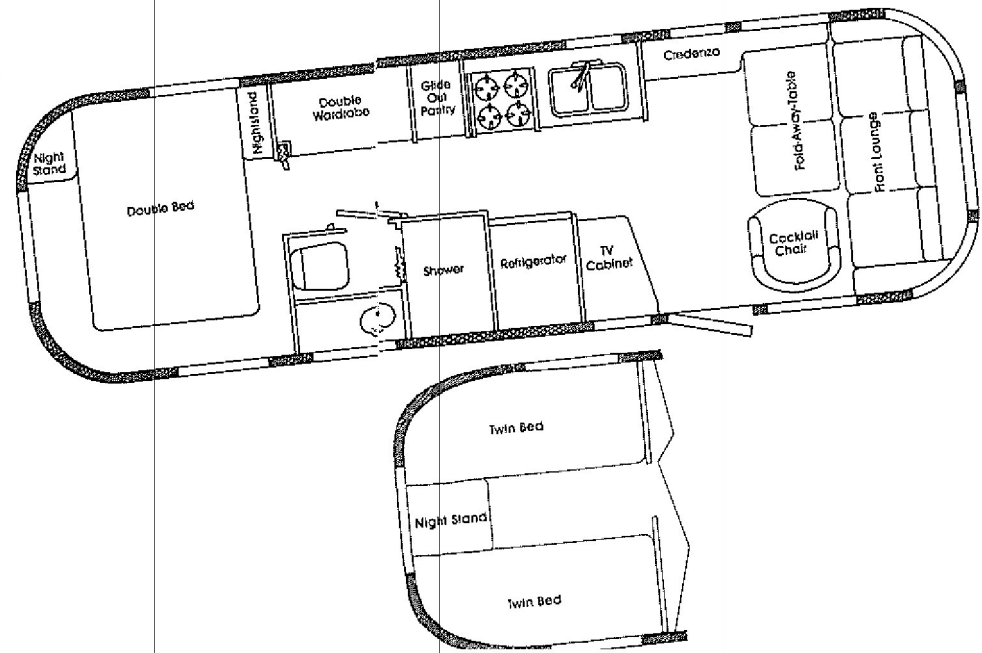 Credenza
Glide
Out
Pantry
Nightstand
Double
Wardrobe
Fold-Away-Table
Front Lounge
Night
Stand
Double Bed
Cocktail
Chair
TV
Cabinet
Refrigerator
Shower
Twin Bed
Night Stand
Twin Bed